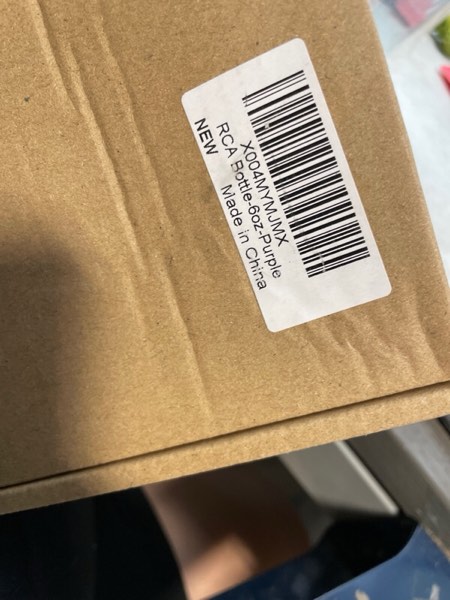 X004MYMJMX
RCA Bottle-6oz-Purple
NEW Made in China